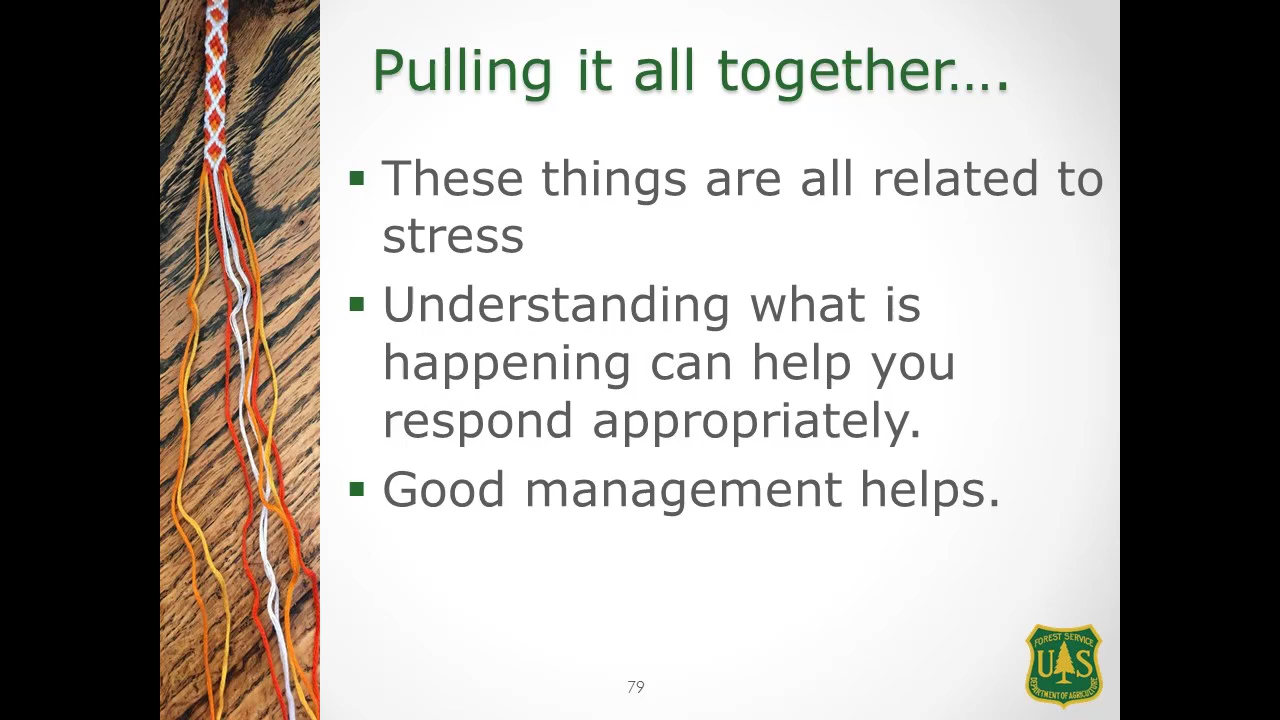 Pulling it all together….
▪ These things are all related to
stress
▪ Understanding what is
happening can help you
respond appropriately.
▪ Good management helps.
FOREST SERVICE
U S
DEPARTMENT OF AGRICULTURE
79